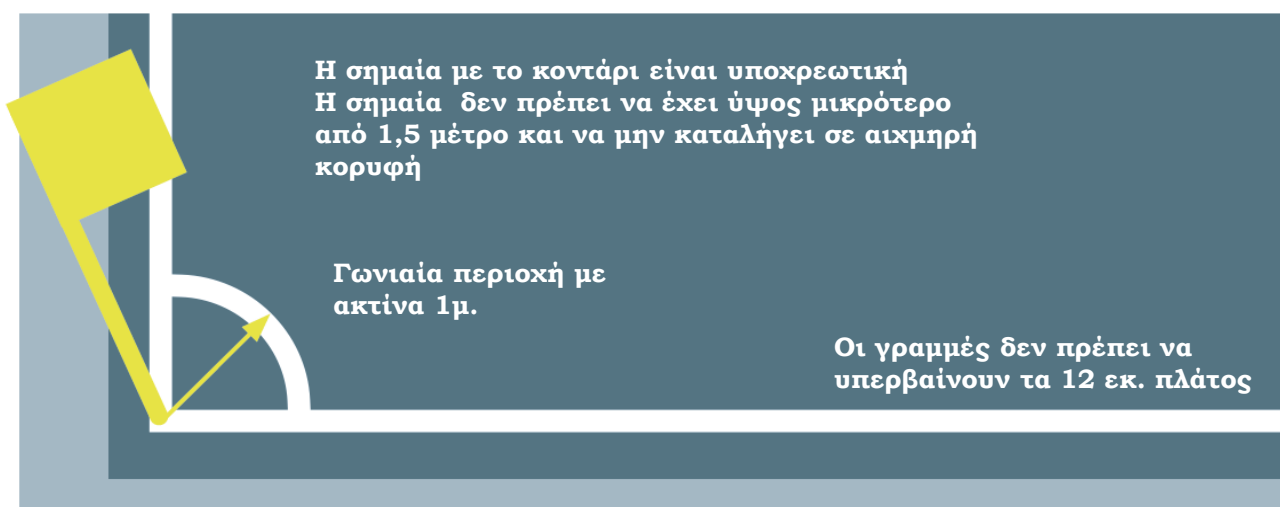 Η σημαία με το κοντάρι είναι υποχρεωτική
Η σημαία  δεν πρέπει να έχει ύψος μικρότερο
από 1,5 μέτρο και να μην καταλήγει σε αιχμηρή
κορυφή
Γωνιαία περιοχή με
ακτίνα 1μ.
Οι γραμμές δεν πρέπει να
υπερβαίνουν τα 12 εκ. πλάτος